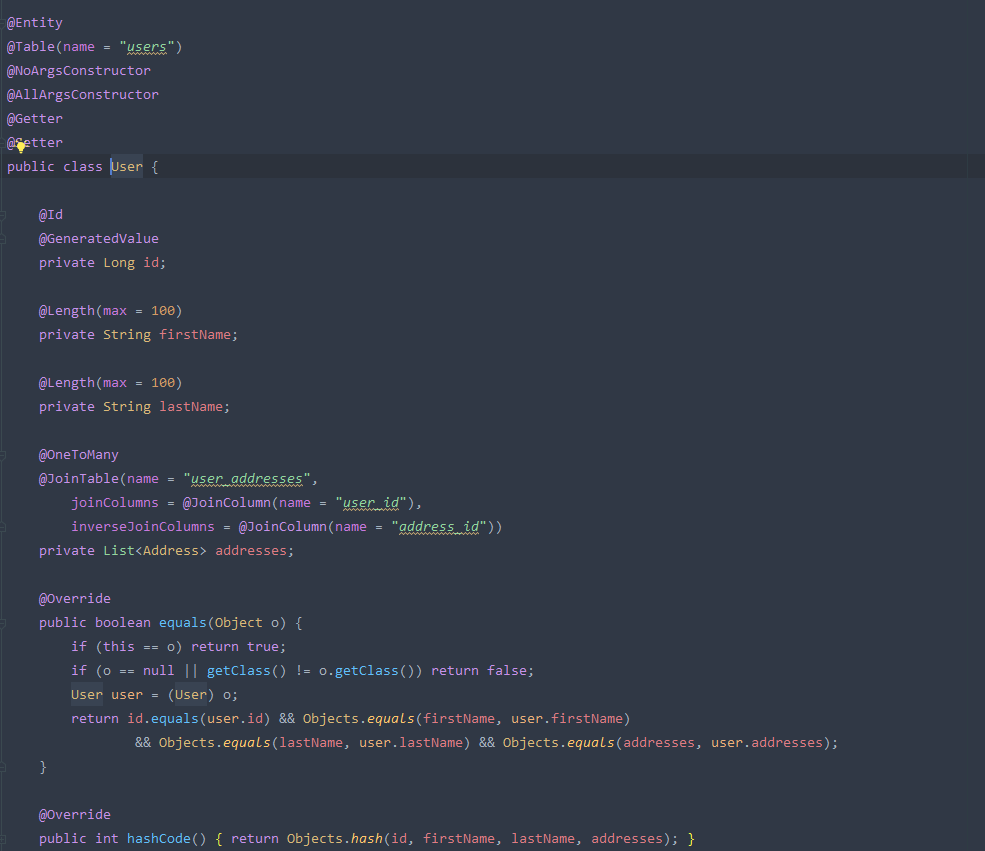 @Entity
@Table(name = "users")
@NoArgsConstructor
@AllArgsConstructor
@Getter
@Setter
public class User {
@Id
@GeneratedValue
private Long id;
@Length(max = 100)
private String firstName;
@Length(max = 100)
private String lastName;
@OneToMany
@JoinTable(name = "user_addresses",
joinColumns = @JoinColumn(name = "user_id"),
inverseJoinColumns = @JoinColumn(name = "address_id"))
private List<Address> addresses;
@Override
public boolean equals(Object o) {
if (this == o) return true;
if (o == null || getClass() != o.getClass()) return false;
User user = (User) o;
return id.equals(user.id) && Objects.equals(firstName, user.firstName)
&& Objects.equals(lastName, user.lastName) && Objects.equals(addresses, user.addresses);
}
@Override
public int hashCode() { return Objects.hash(id, firstName, lastName, addresses); }